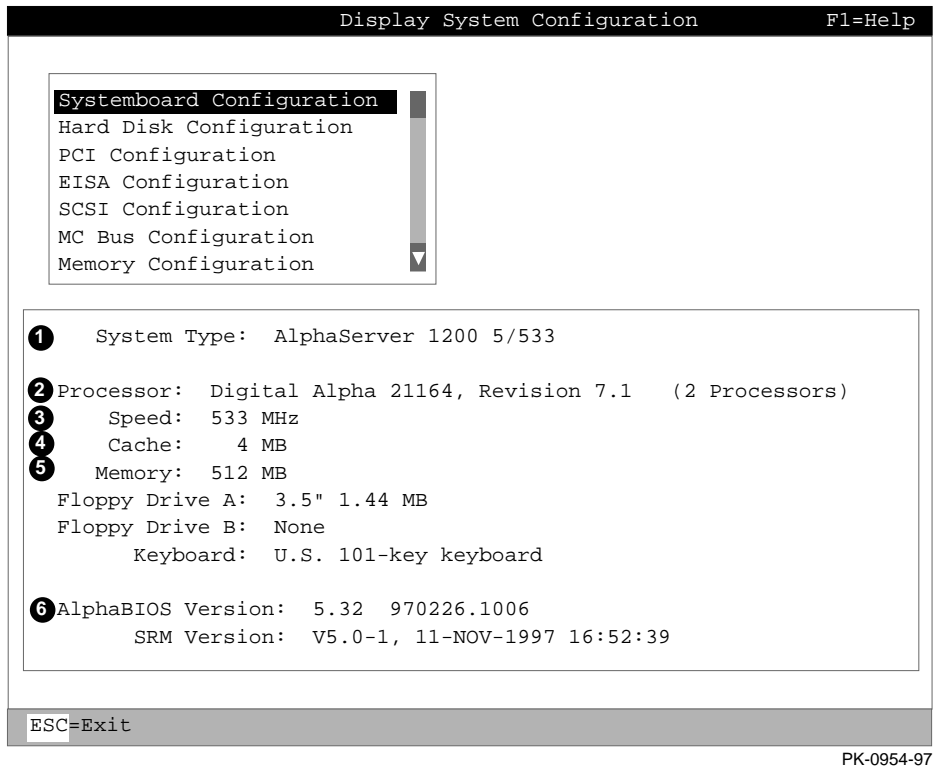 Display System Configuration F1=Help
Systemboard Configuration
Hard Disk Configuration
PCI Configuration
EISA Configuration
SCSI Configuration
MC Bus Configuration
Memory Configuration
1 System Type: AlphaServer 1200 5/533
2 Processor: Digital Alpha 21164, Revision 7.1 (2 Processors)
3 Speed: 533 MHz
4 Cache: 4 MB
5 Memory: 512 MB
Floppy Drive A: 3.5" 1.44 MB
Floppy Drive B: None
Keyboard: U.S. 101-key keyboard
6 AlphaBIOS Version: 5.32 970226.1006
SRM Version: V5.0-1, 11-NOV-1997 16:52:39
ESC=Exit
PK-0954-97